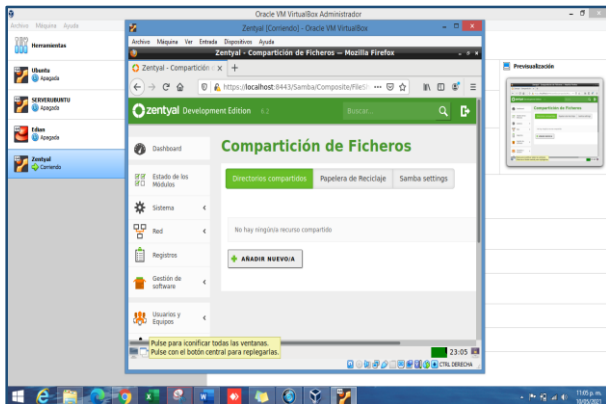 Oracle VM VirtualBox Administrador
Archivo Máquina Ayuda
Herramientas
Ubuntu
Apagada
SERVERUBUNTU
Apagada
Apagada
Zentyal
Corriendo
Zentyal [Corriendo] - Oracle VM VirtualBox
Archivo Máquina Ver Entrada Dispositivos Ayuda
Zentyal - Compartición de Ficheros — Mozilla Firefox
Zentyal - Compartición
https://localhost:8443/Samba/Composite/FileS
zentyal Development Edition 6.2
Buscar...
Dashboard
Estado de los Módulos
Sistema
Red
Registros
Gestión de software
Usuarios y Equipos
Compartición de Ficheros
Directorios compartidos
Papelera de Reciclaje
Samba settings
No hay ningún/a recurso compartido
AÑADIR NUEVO/A
Pulse para iconificar todas las ventanas.
Pulse con el botón central para replegarlas.
23:05
CTRL DERECHA
Previsualización
11:05 p. m.
10/05/2021